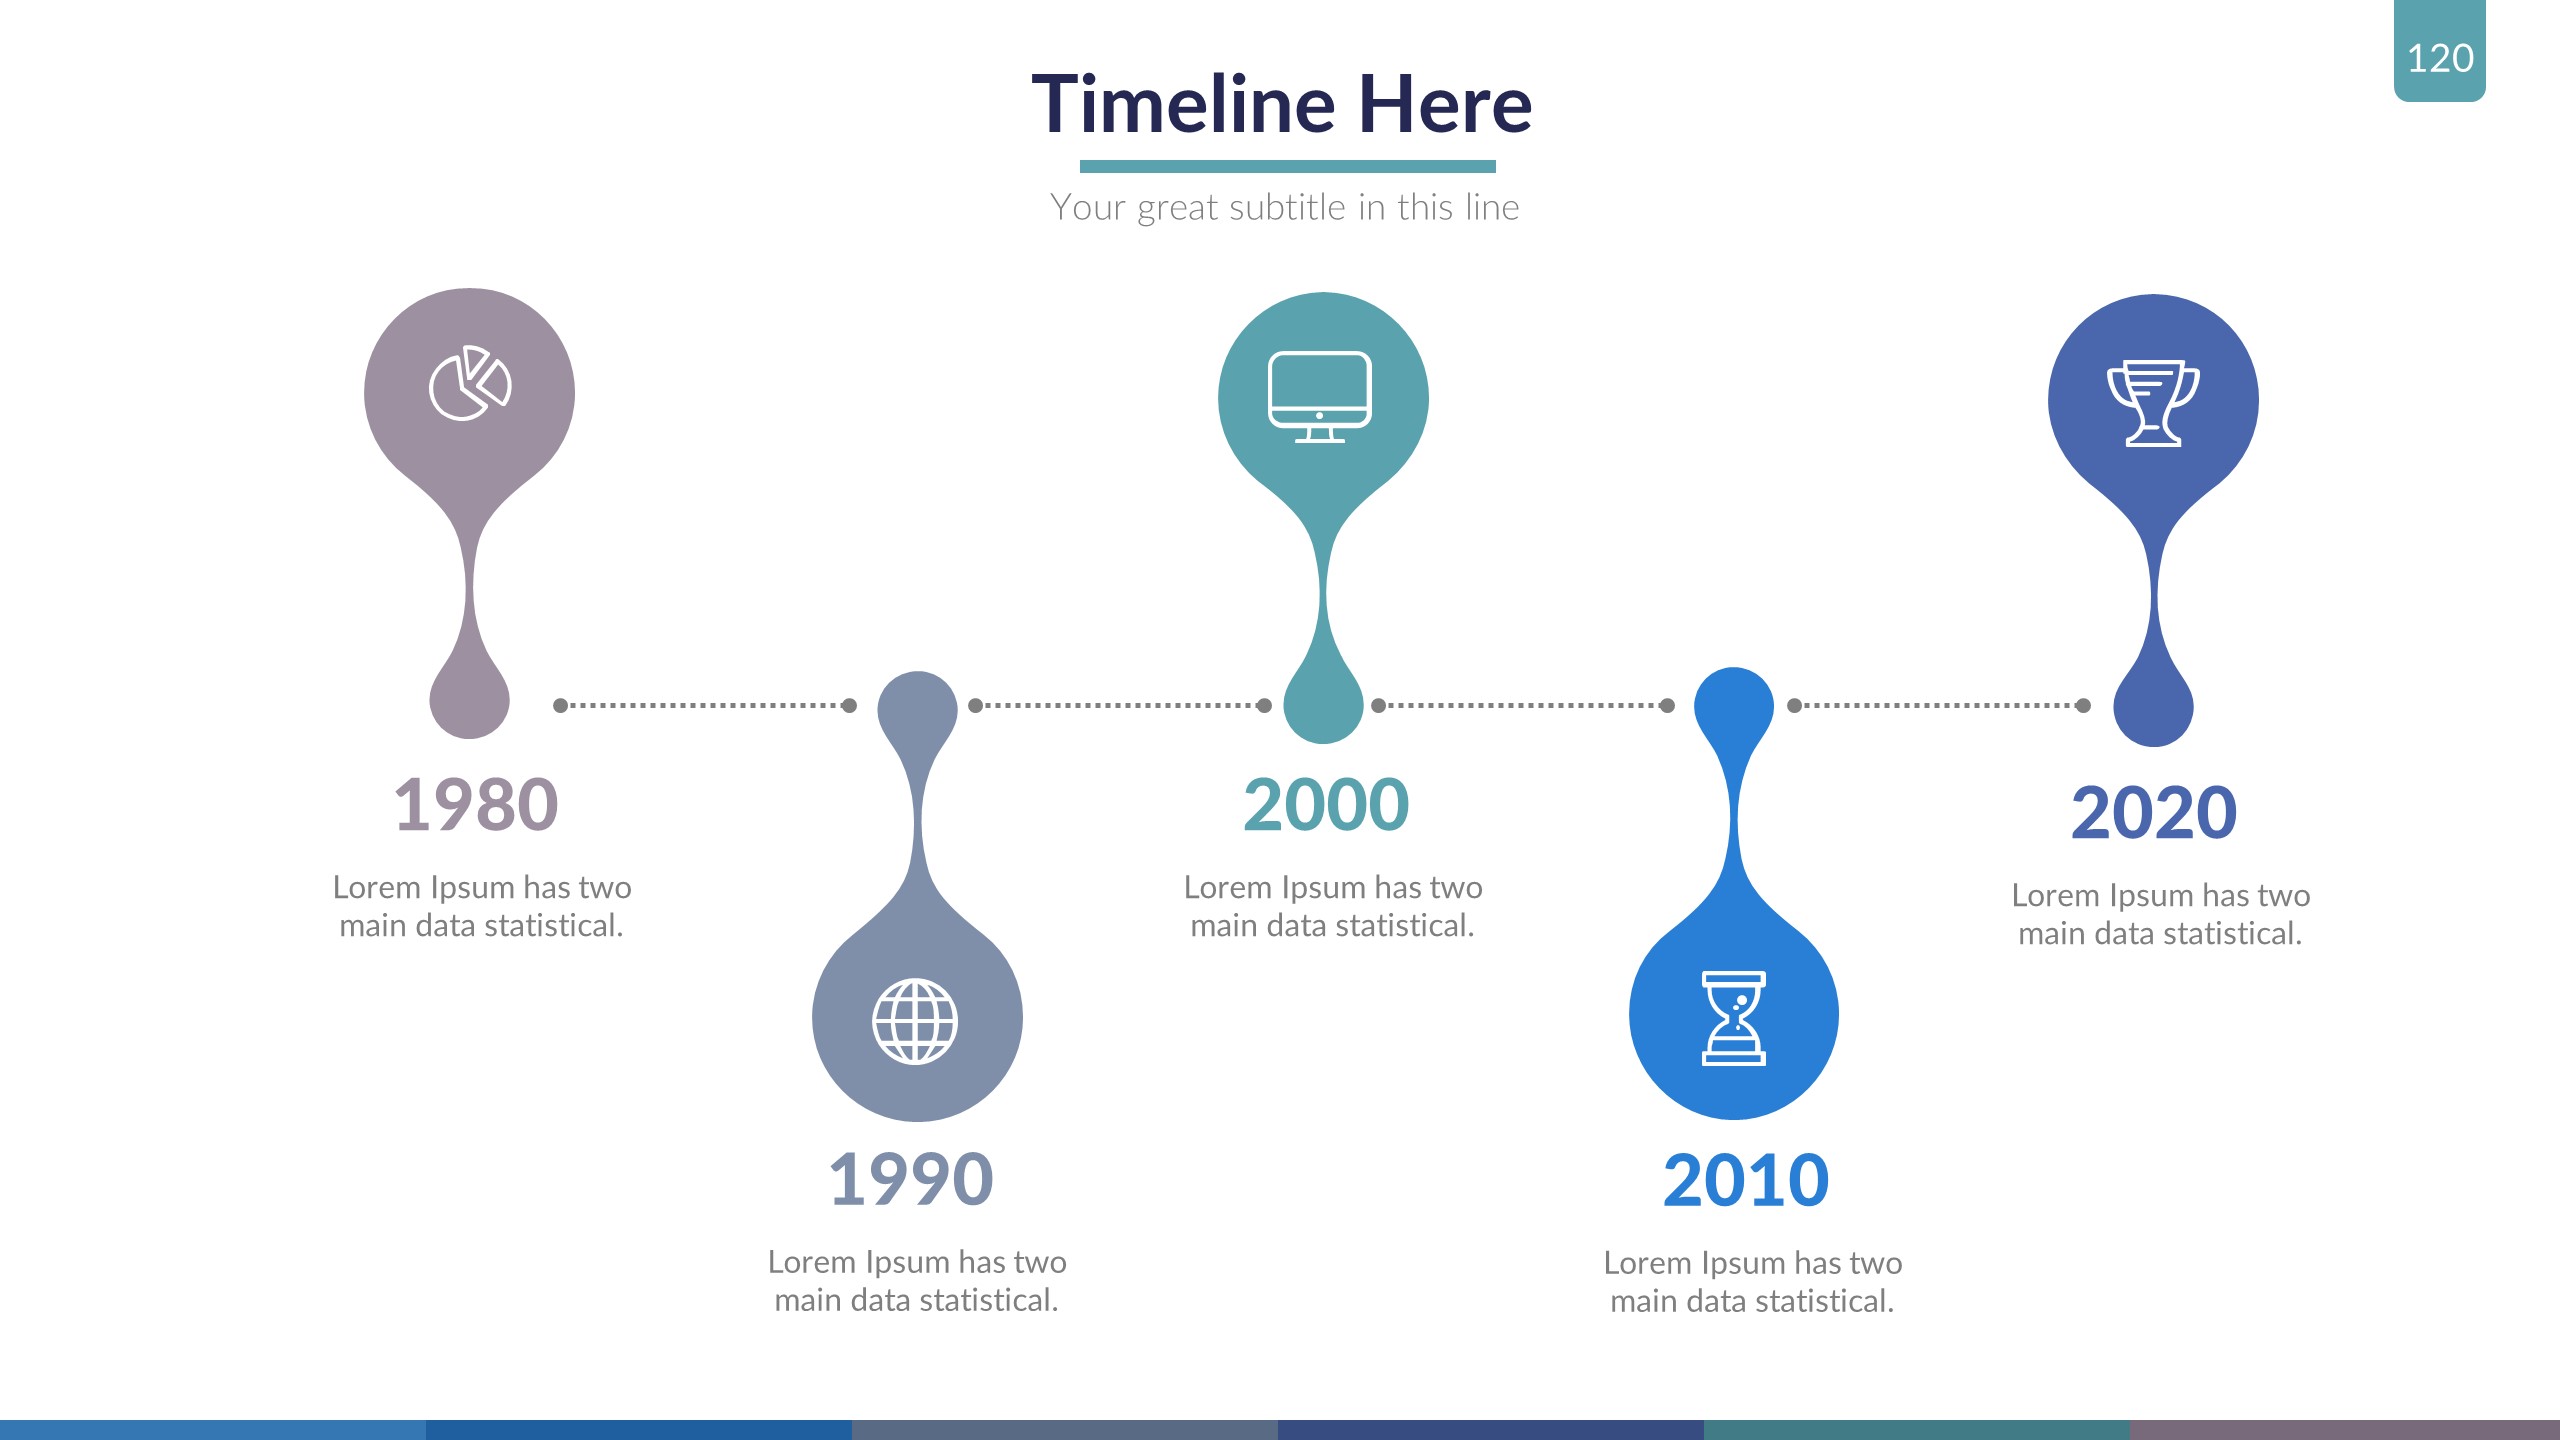 120
Timeline Here
Your great subtitle in this line
1980
Lorem Ipsum has two
main data statistical.
1990
Lorem Ipsum has two
main data statistical.
2000
Lorem Ipsum has two
main data statistical.
2010
Lorem Ipsum has two
main data statistical.
2020
Lorem Ipsum has two
main data statistical.